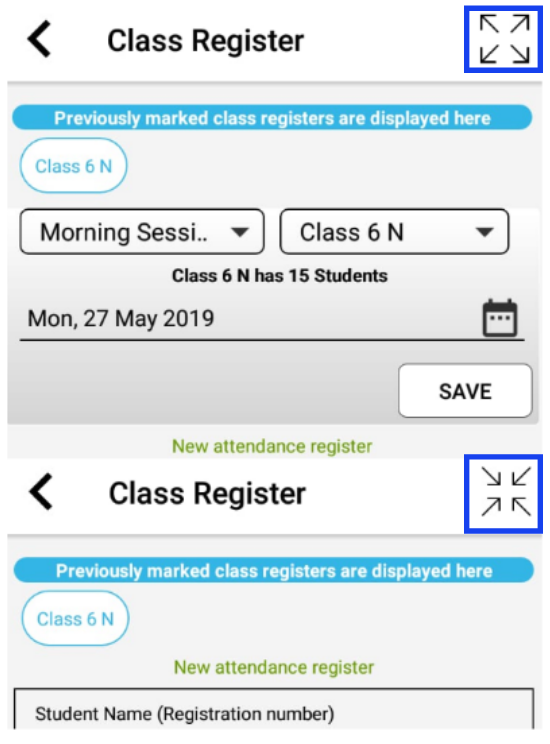 Class Register
Previously marked class registers are displayed here
Class 6 N
Morning Sessi.. Class 6 N
Class 6 N has 15 Students
Mon, 27 May 2019
SAVE
New attendance register
Class Register
Previously marked class registers are displayed here
Class 6 N
New attendance register
Student Name (Registration number)